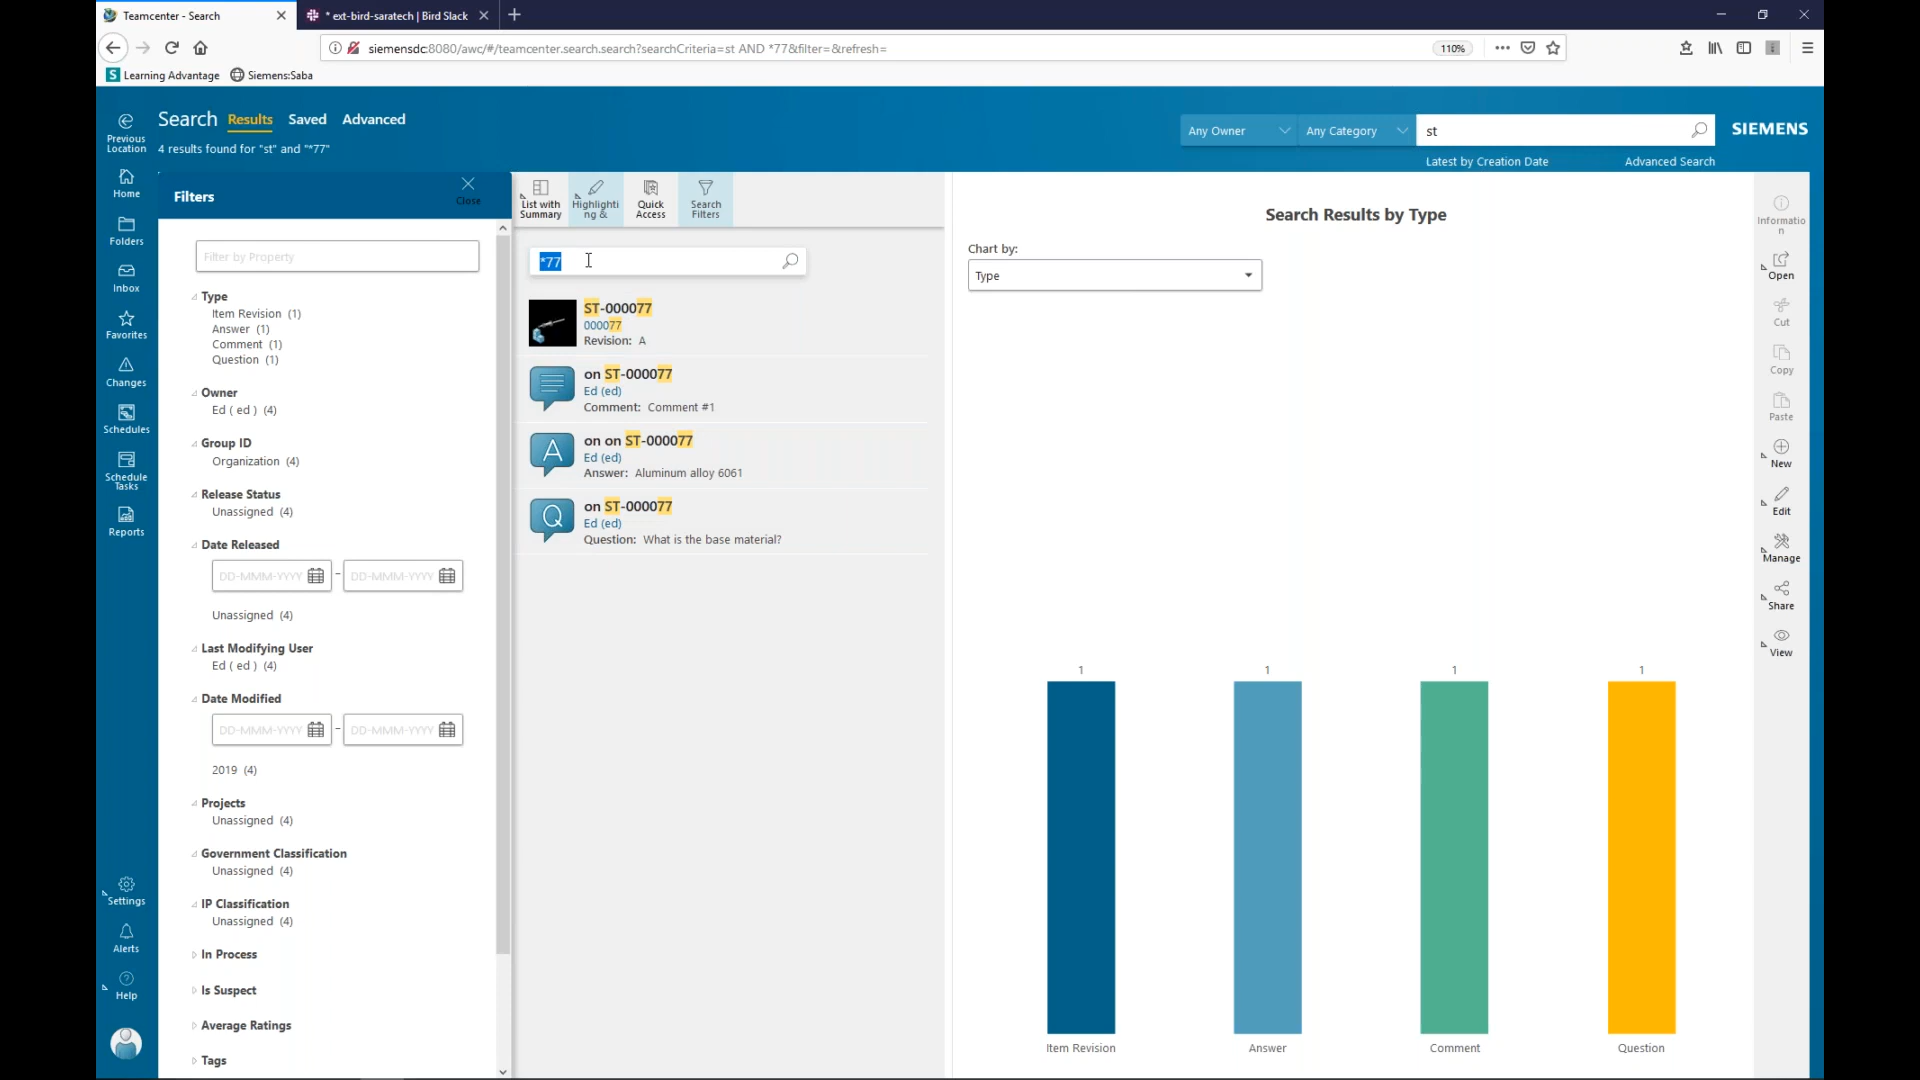 Teamcenter - Search
* ext-bird-saratech | Bird Slack
siemensdc:8080/awc/#/teamcenter.search.search?searchCriteria=st AND *77&filter=&refresh=
110%
S Learning Advantage
Siemens:Saba
Previous
Location
Home
Folders
Inbox
Favorites
Changes
Schedules
Schedule
Tasks
Reports
Settings
Alerts
Help
Search Results Saved Advanced
4 results found for "st" and "*77"
Any Owner
Any Category
st
SIEMENS
Latest by Creation Date
Advanced Search
Filters
Close
Filter by Property
Type
Item Revision (1)
Answer (1)
Comment (1)
Question (1)
Owner
Ed ( ed ) (4)
Group ID
Organization (4)
Release Status
Unassigned (4)
Date Released
DD-MMM-YYYY - DD-MMM-YYYY
Unassigned (4)
Last Modifying User
Ed ( ed ) (4)
Date Modified
DD-MMM-YYYY - DD-MMM-YYYY
2019 (4)
Projects
Unassigned (4)
Government Classification
Unassigned (4)
IP Classification
Unassigned (4)
In Process
Is Suspect
Average Ratings
Tags
List with
Summary
Highlighti
ng &
Quick
Access
Search
Filters
*77
ST-000077
000077
Revision: A
on ST-000077
Ed (ed)
Comment: Comment #1
A
on on ST-000077
Ed (ed)
Answer: Aluminum alloy 6061
Q
on ST-000077
Ed (ed)
Question: What is the base material?
Search Results by Type
Chart by:
Type
1 1 1 1
Item Revision Answer Comment Question
Informatio
n
Open
Cut
Copy
Paste
New
Edit
Manage
Share
View